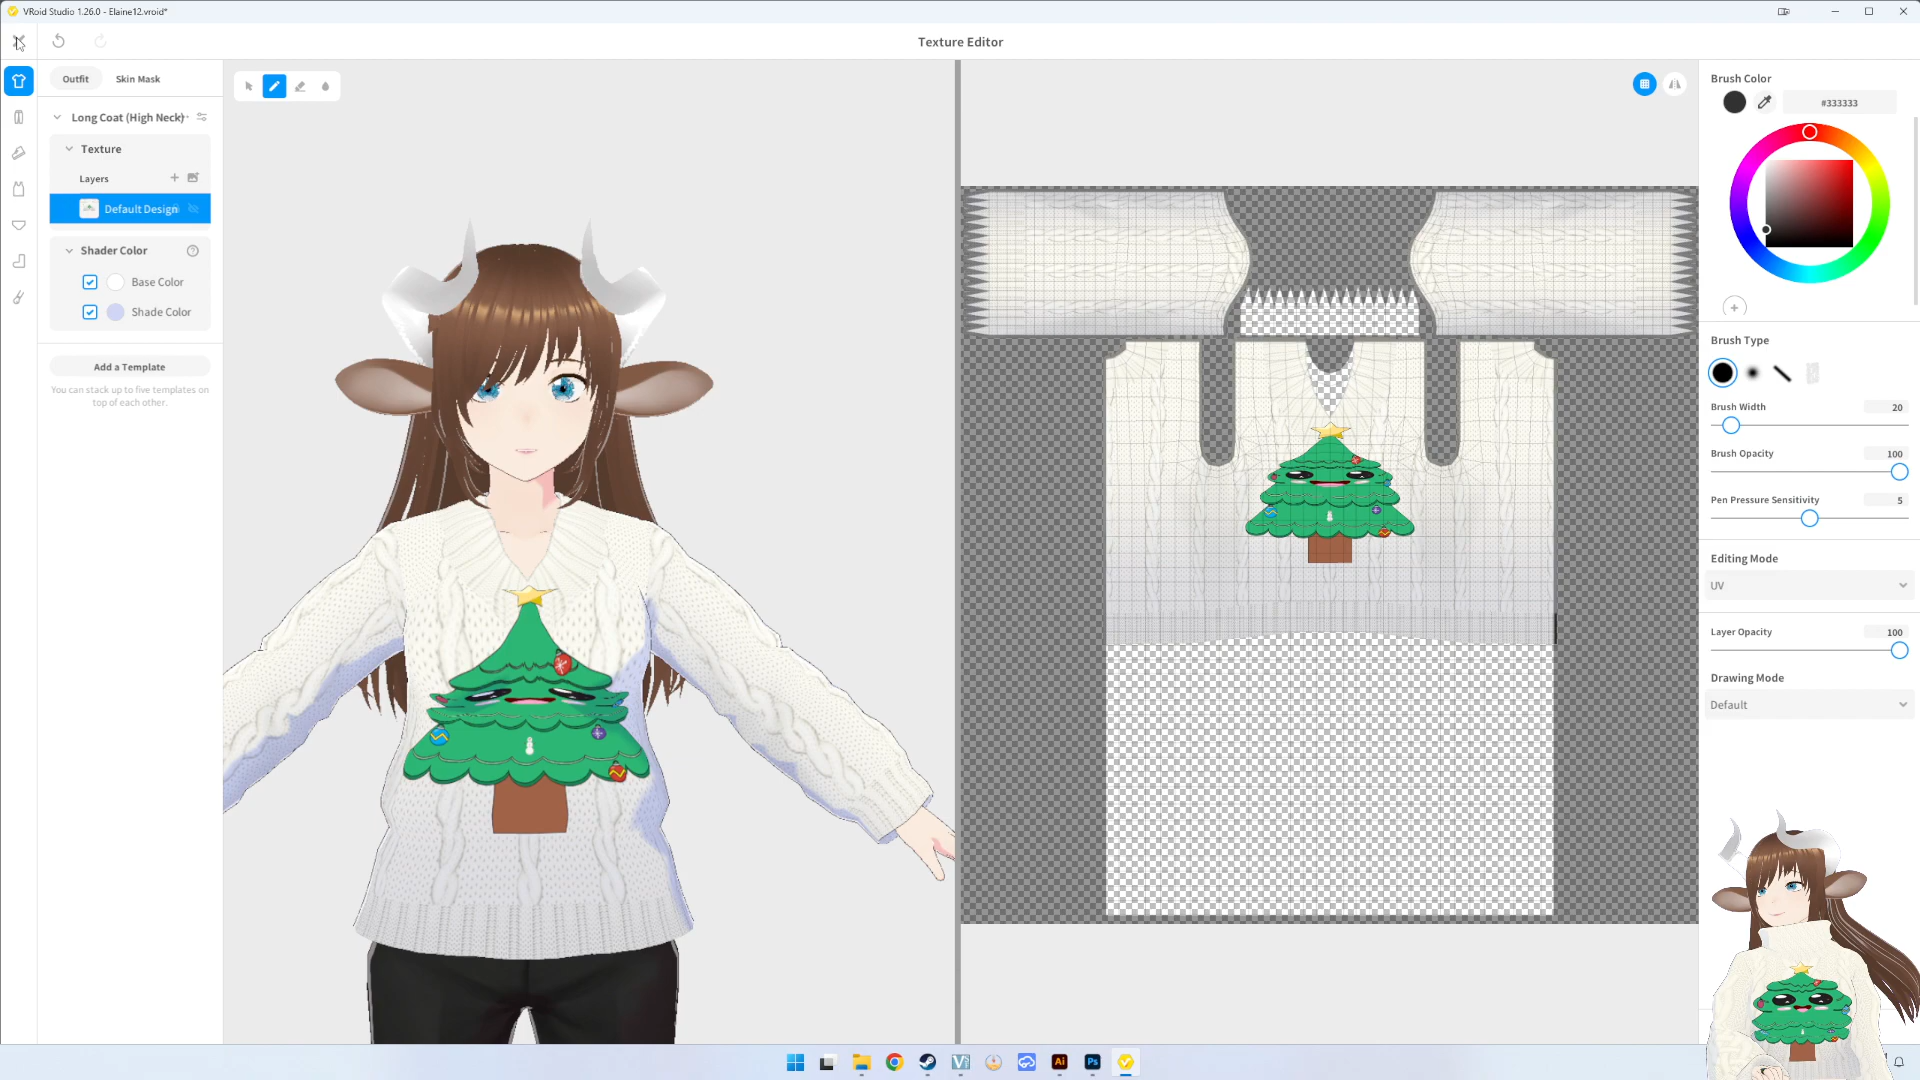 VRoid Studio 1.26.0 - Elaine12.vroid*
Texture Editor
Outfit
Skin Mask
Long Coat (High Neck)
Texture
Layers
Default Design
Shader Color
Base Color
Shade Color
Add a Template
You can stack up to five templates on
top of each other.
Brush Color
#333333
Brush Type
Brush Width
20
Brush Opacity
100
Pen Pressure Sensitivity
5
Editing Mode
UV
Layer Opacity
100
Drawing Mode
Default
Ai
Ps